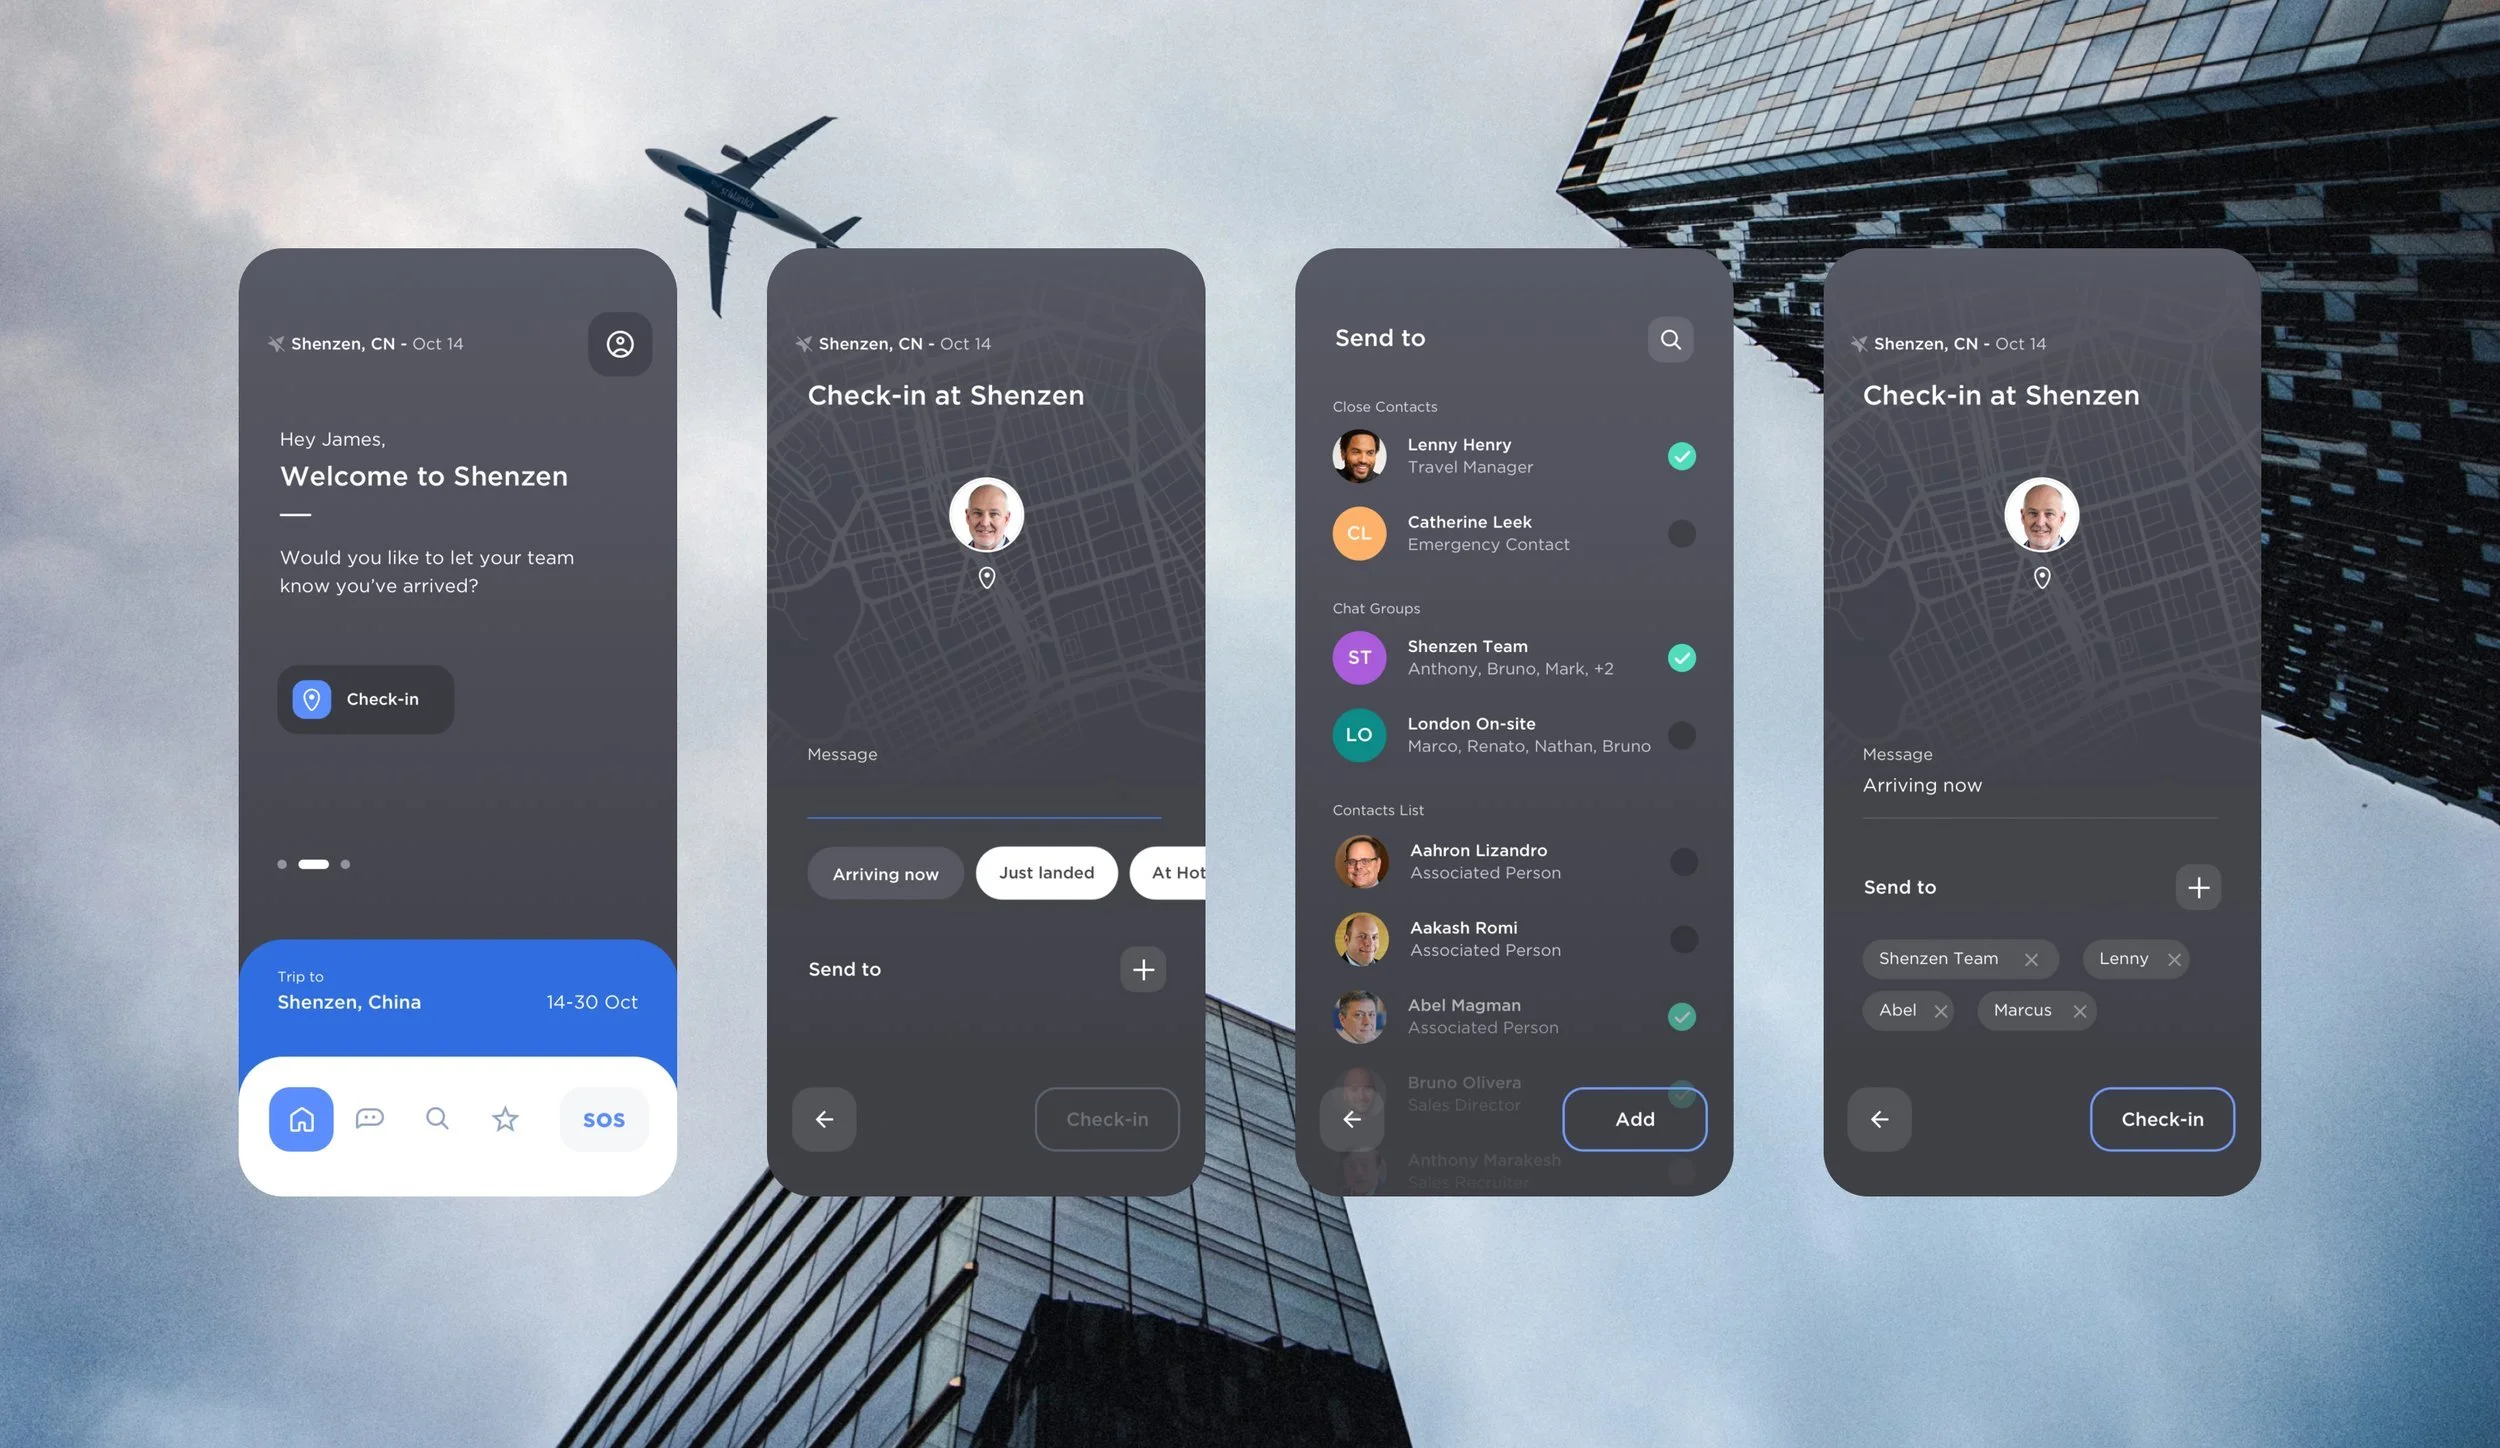 Shenzen, CN - Oct 14
Hey James,
Welcome to Shenzen
Would you like to let your team
know you've arrived?
Check-in
Trip to
Shenzen, China
14-30 Oct
SOS
Shenzen, CN - Oct 14
Check-in at Shenzen
Message
Arriving now
Just landed
At Hot
Send to
Check-in
Send to
Close Contacts
Lenny Henry
Travel Manager
CL
Catherine Leek
Emergency Contact
Chat Groups
ST
Shenzen Team
Anthony, Bruno, Mark, +2
LO
London On-site
Marco, Renato, Nathan, Bruno
Contacts List
Aahron Lizandro
Associated Person
Aakash Romi
Associated Person
Abel Magman
Associated Person
Bruno Olivera
Sales Director
Add
Anthony Marakesh
Sales Recruiter
Shenzen, CN - Oct 14
Check-in at Shenzen
Message
Arriving now
Send to
Shenzen Team
Lenny
Abel
Marcus
Check-in